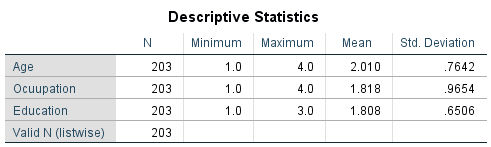 Descriptive Statistics
N Minimum Maximum Mean Std. Deviation
Age 203 1.0 4.0 2.010 .7642
Ocuupation 203 1.0 4.0 1.818 .9654
Education 203 1.0 3.0 1.808 .6506
Valid N (listwise) 203